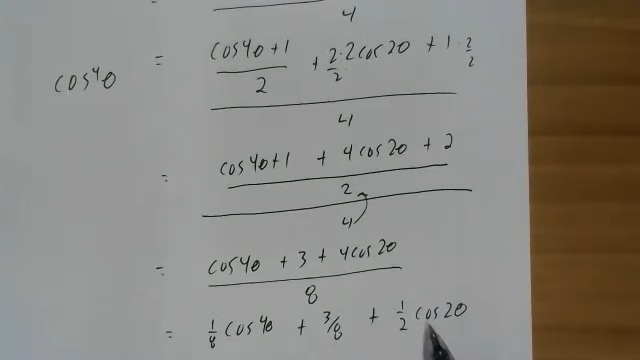 = 4
cos⁴θ = (cos4θ+1)/2 + 2/2·2cos2θ + 1·2/2
4
= cos4θ+1 + 4cos2θ + 2
2
4
= cos4θ + 3 + 4cos2θ
8
= 1/8 cos4θ + 3/8 + 1/2 cos2θ